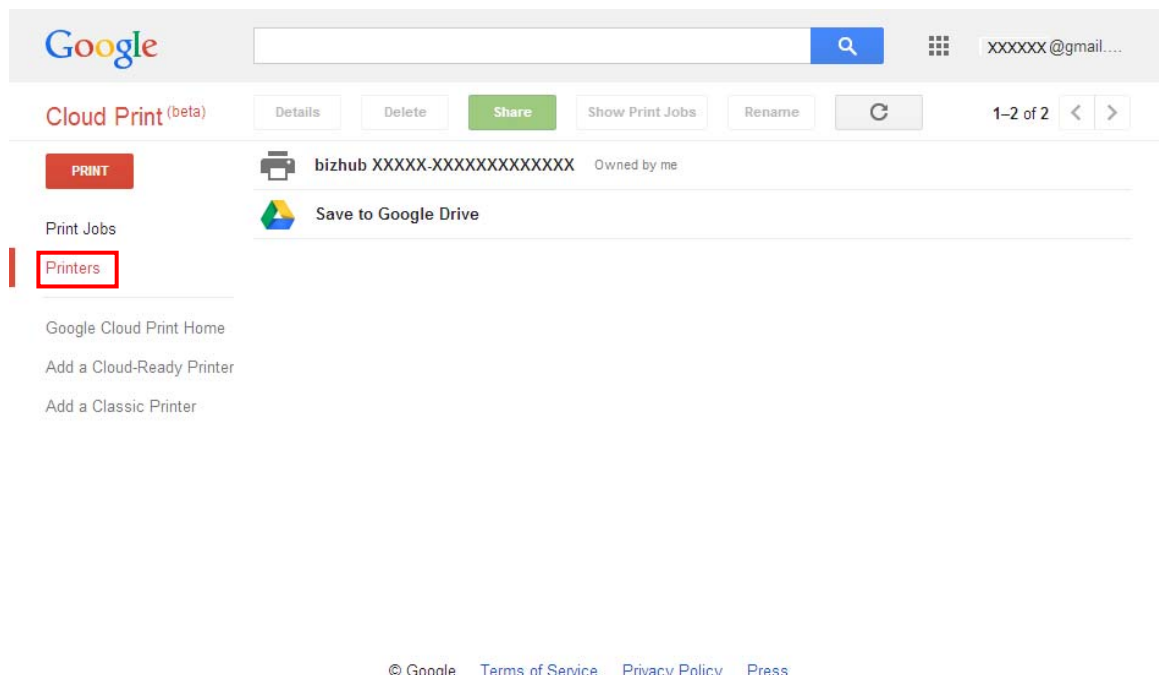 Google
XXXXXX @gmail....
Cloud Print (beta)
Details Delete Share Show Print Jobs Rename 1–2 of 2
PRINT
bizhub XXXXX-XXXXXXXXXXXXX Owned by me
Save to Google Drive
Print Jobs
Printers
Google Cloud Print Home
Add a Cloud-Ready Printer
Add a Classic Printer
© Google Terms of Service Privacy Policy Press